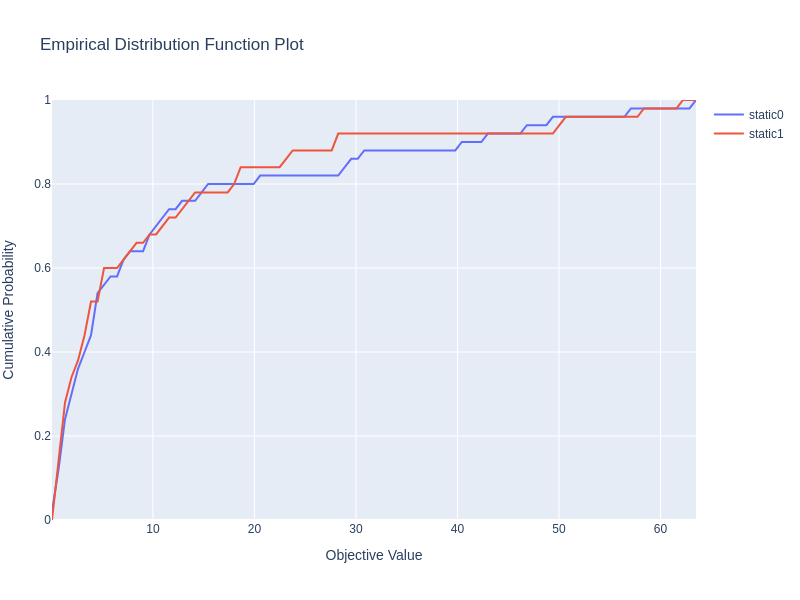 Empirical Distribution Function Plot
static0
static1
1
0.8
0.6
0.4
0.2
0
Cumulative Probability
10
20
30
40
50
60
Objective Value